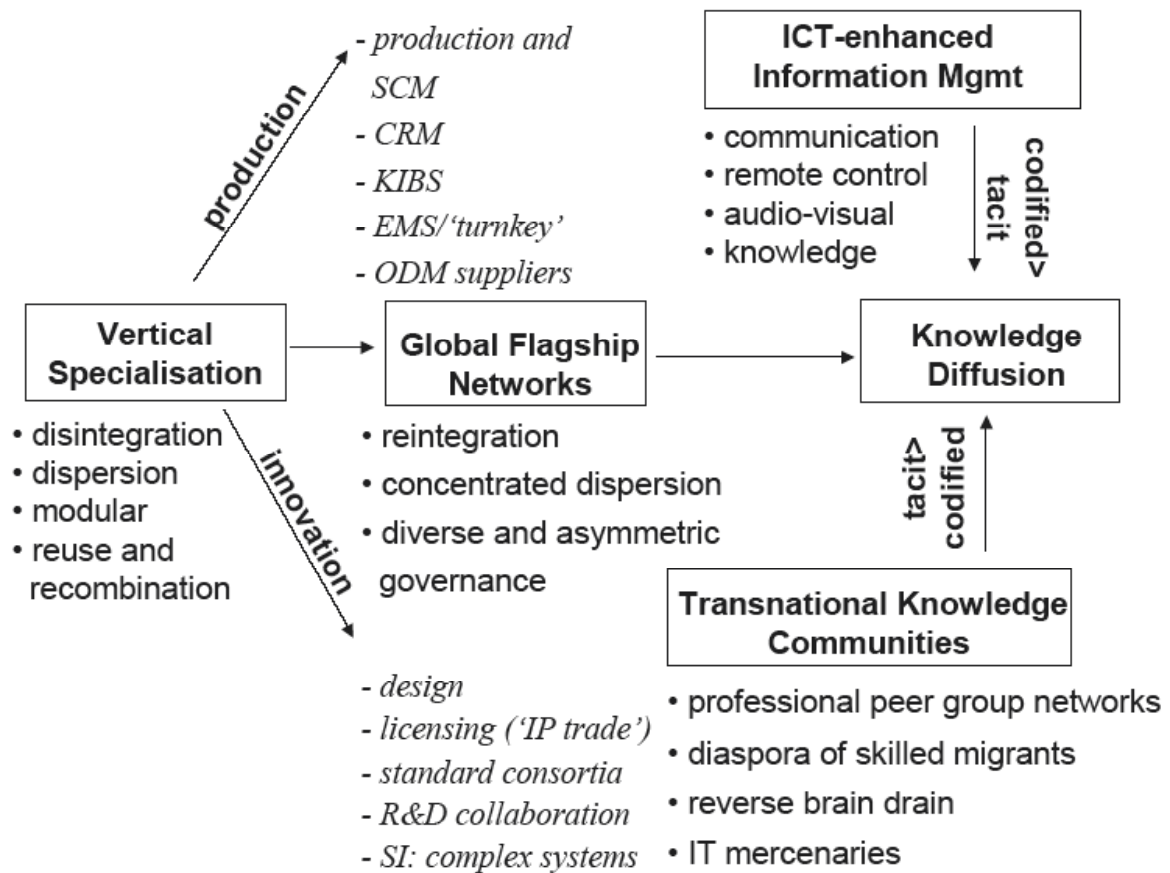 production
- production and
SCM
- CRM
- KIBS
- EMS/‘turnkey’
- ODM suppliers
ICT-enhanced
Information Mgmt
• communication
• remote control
• audio-visual
• knowledge
codified>
tacit
Vertical
Specialisation
• disintegration
• dispersion
• modular
• reuse and
recombination
Global Flagship
Networks
• reintegration
• concentrated dispersion
• diverse and asymmetric
governance
Knowledge
Diffusion
tacit>
codified
innovation
- design
- licensing (‘IP trade’)
- standard consortia
- R&D collaboration
- SI: complex systems
Transnational Knowledge
Communities
• professional peer group networks
• diaspora of skilled migrants
• reverse brain drain
• IT mercenaries